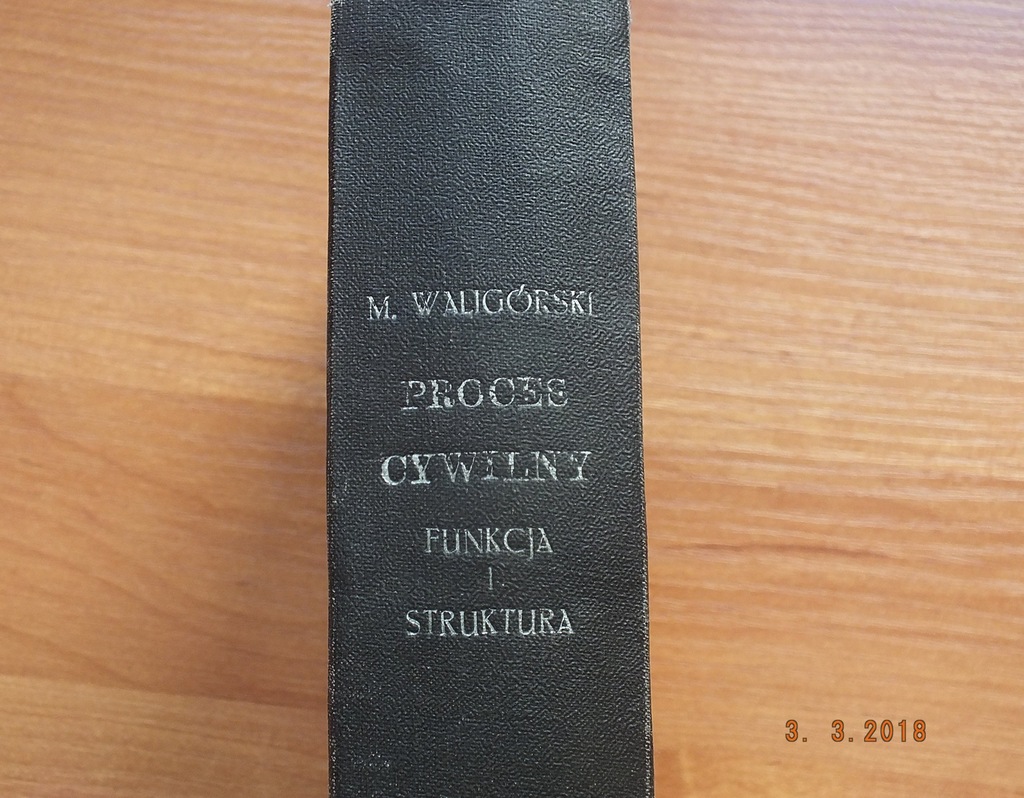 M. WALIGÓRSKI
PROCES
CYWILNY
FUNKCJA
I
STRUKTURA
3. 3.2018